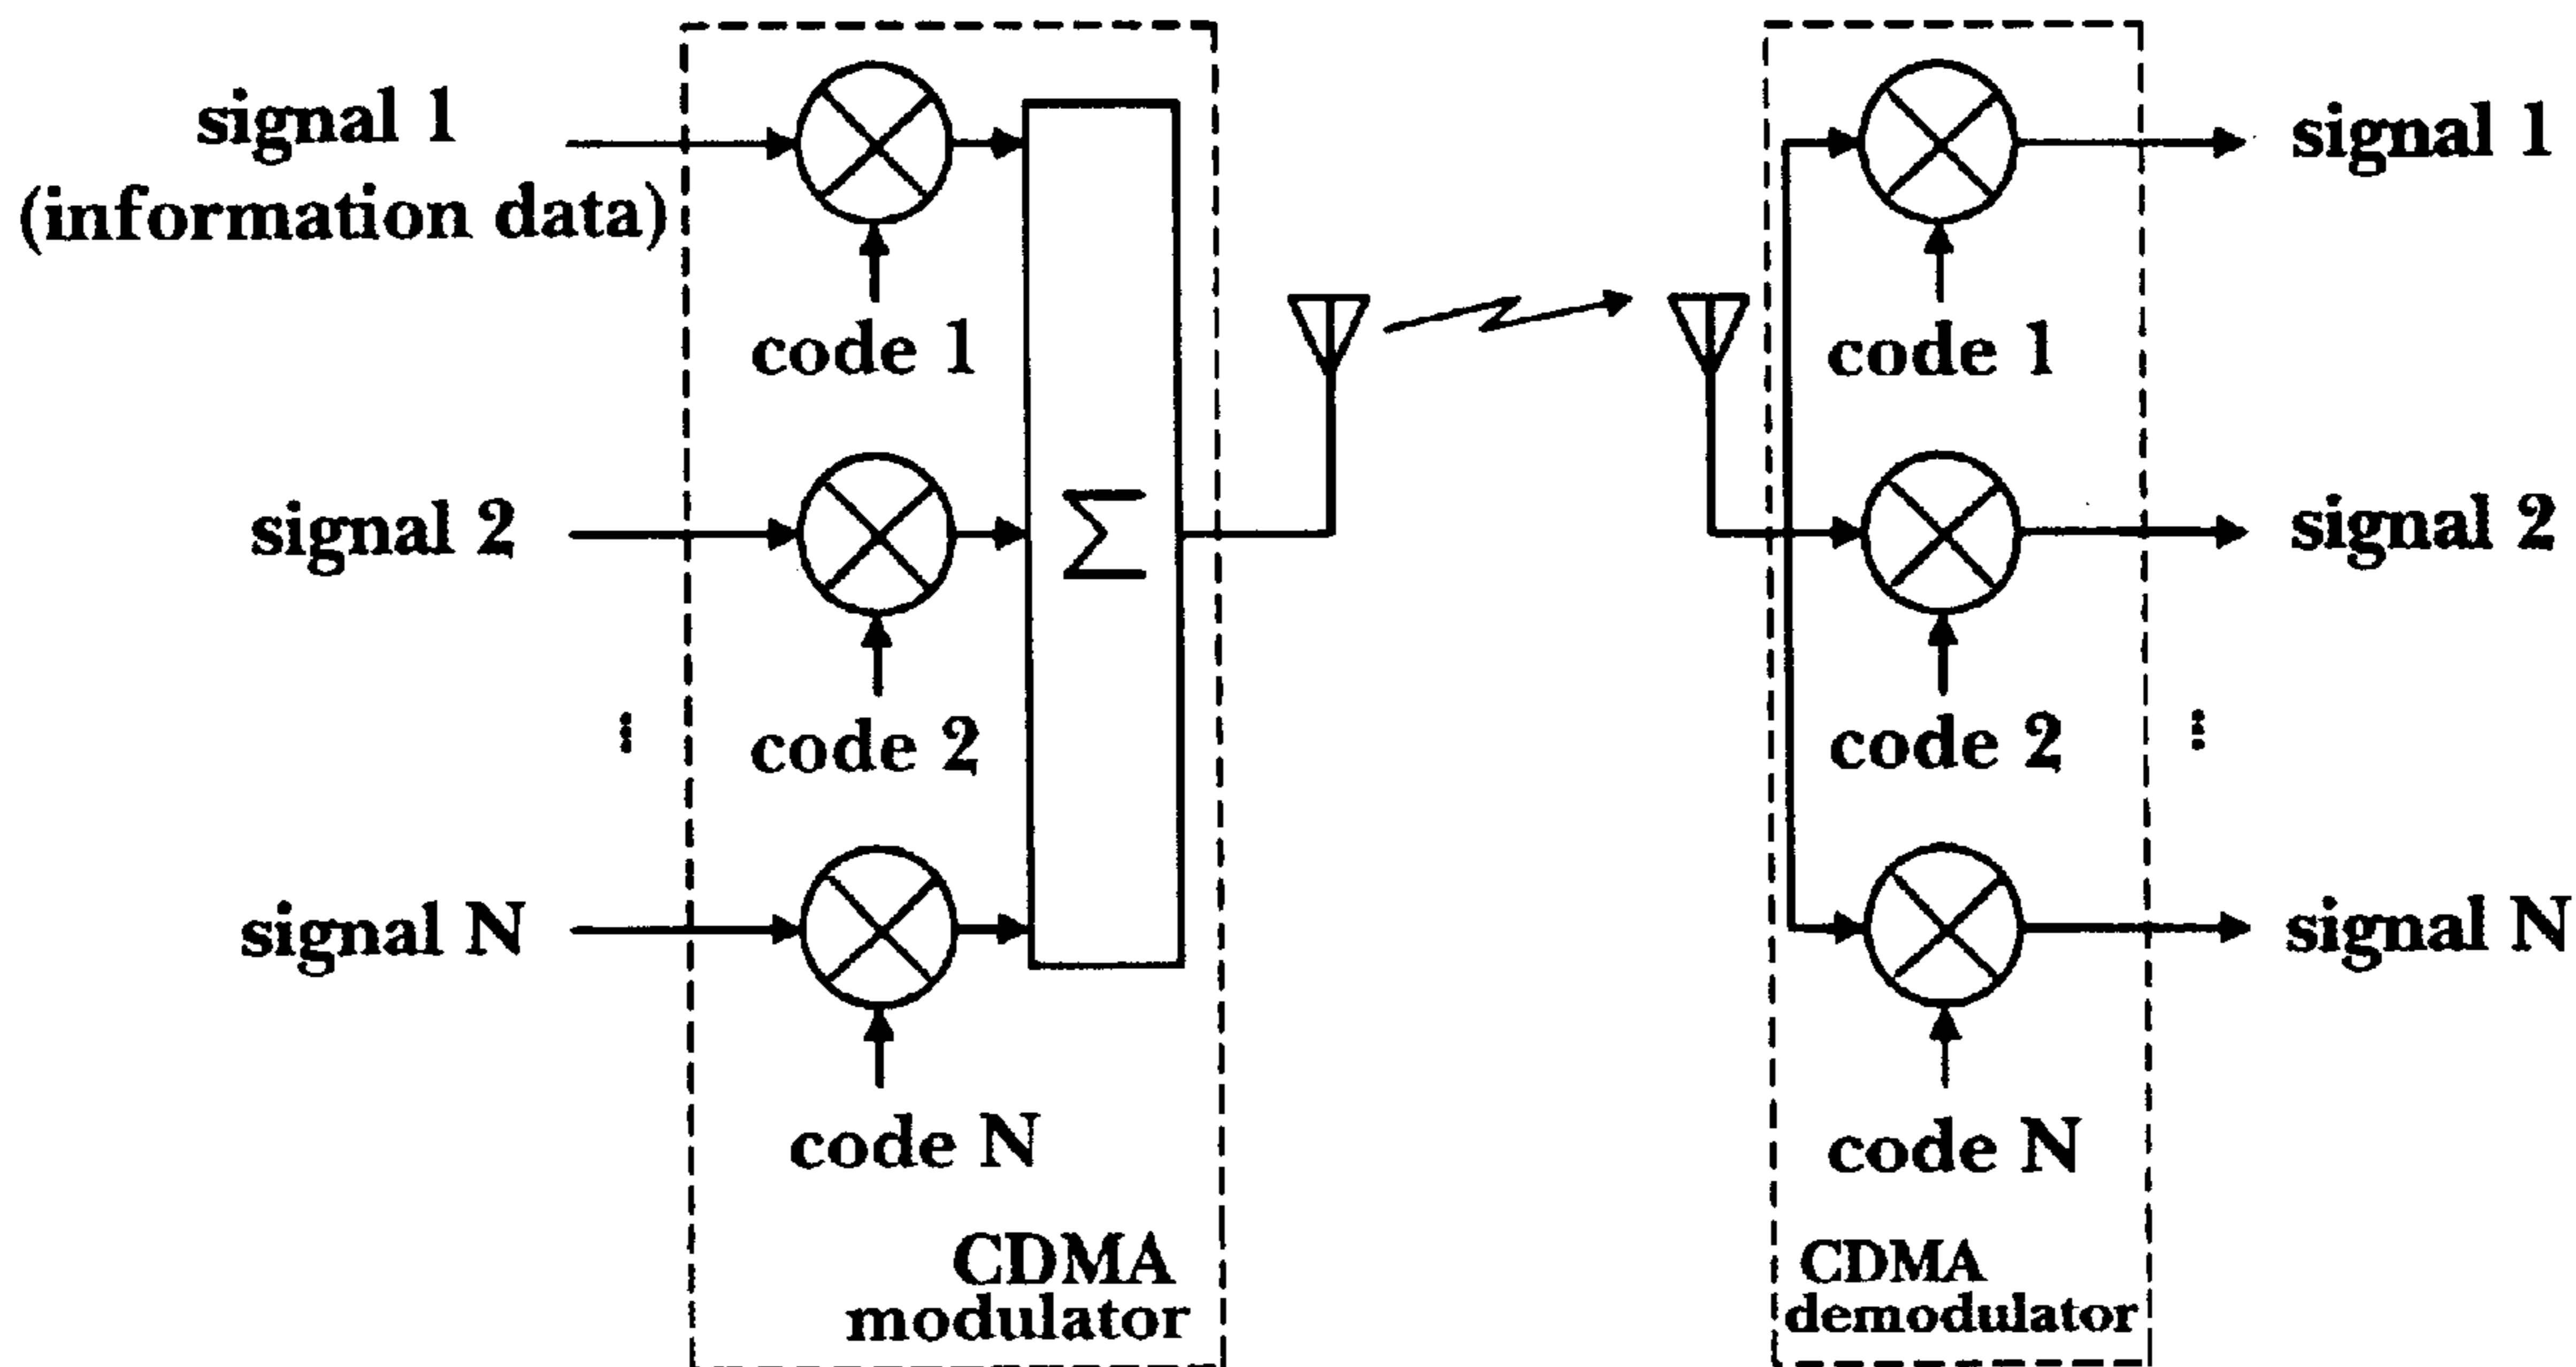 signal 1
(information data)
code 1
signal 2
code 2
signal N
code N
Σ
CDMA
modulator
signal 1
code 1
signal 2
code 2
signal N
code N
CDMA
demodulator